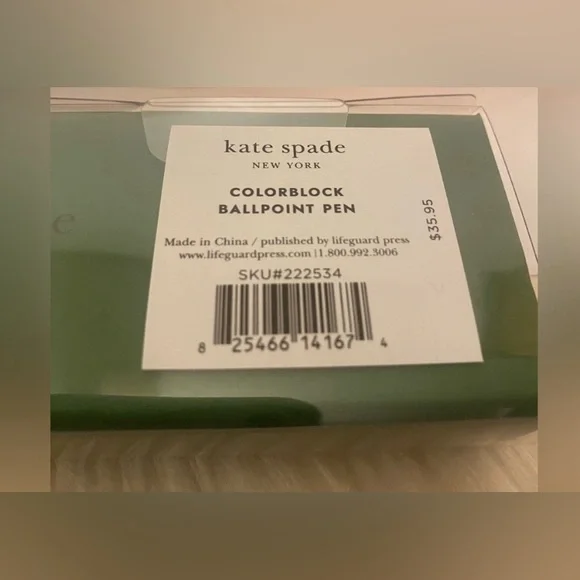 kate spade
NEW YORK
COLORBLOCK
BALLPOINT PEN
$35.95
Made in China / published by lifeguard press
www.lifeguardpress.com | 1.800.992.3006
SKU#222534
8 25466 14167 4
e